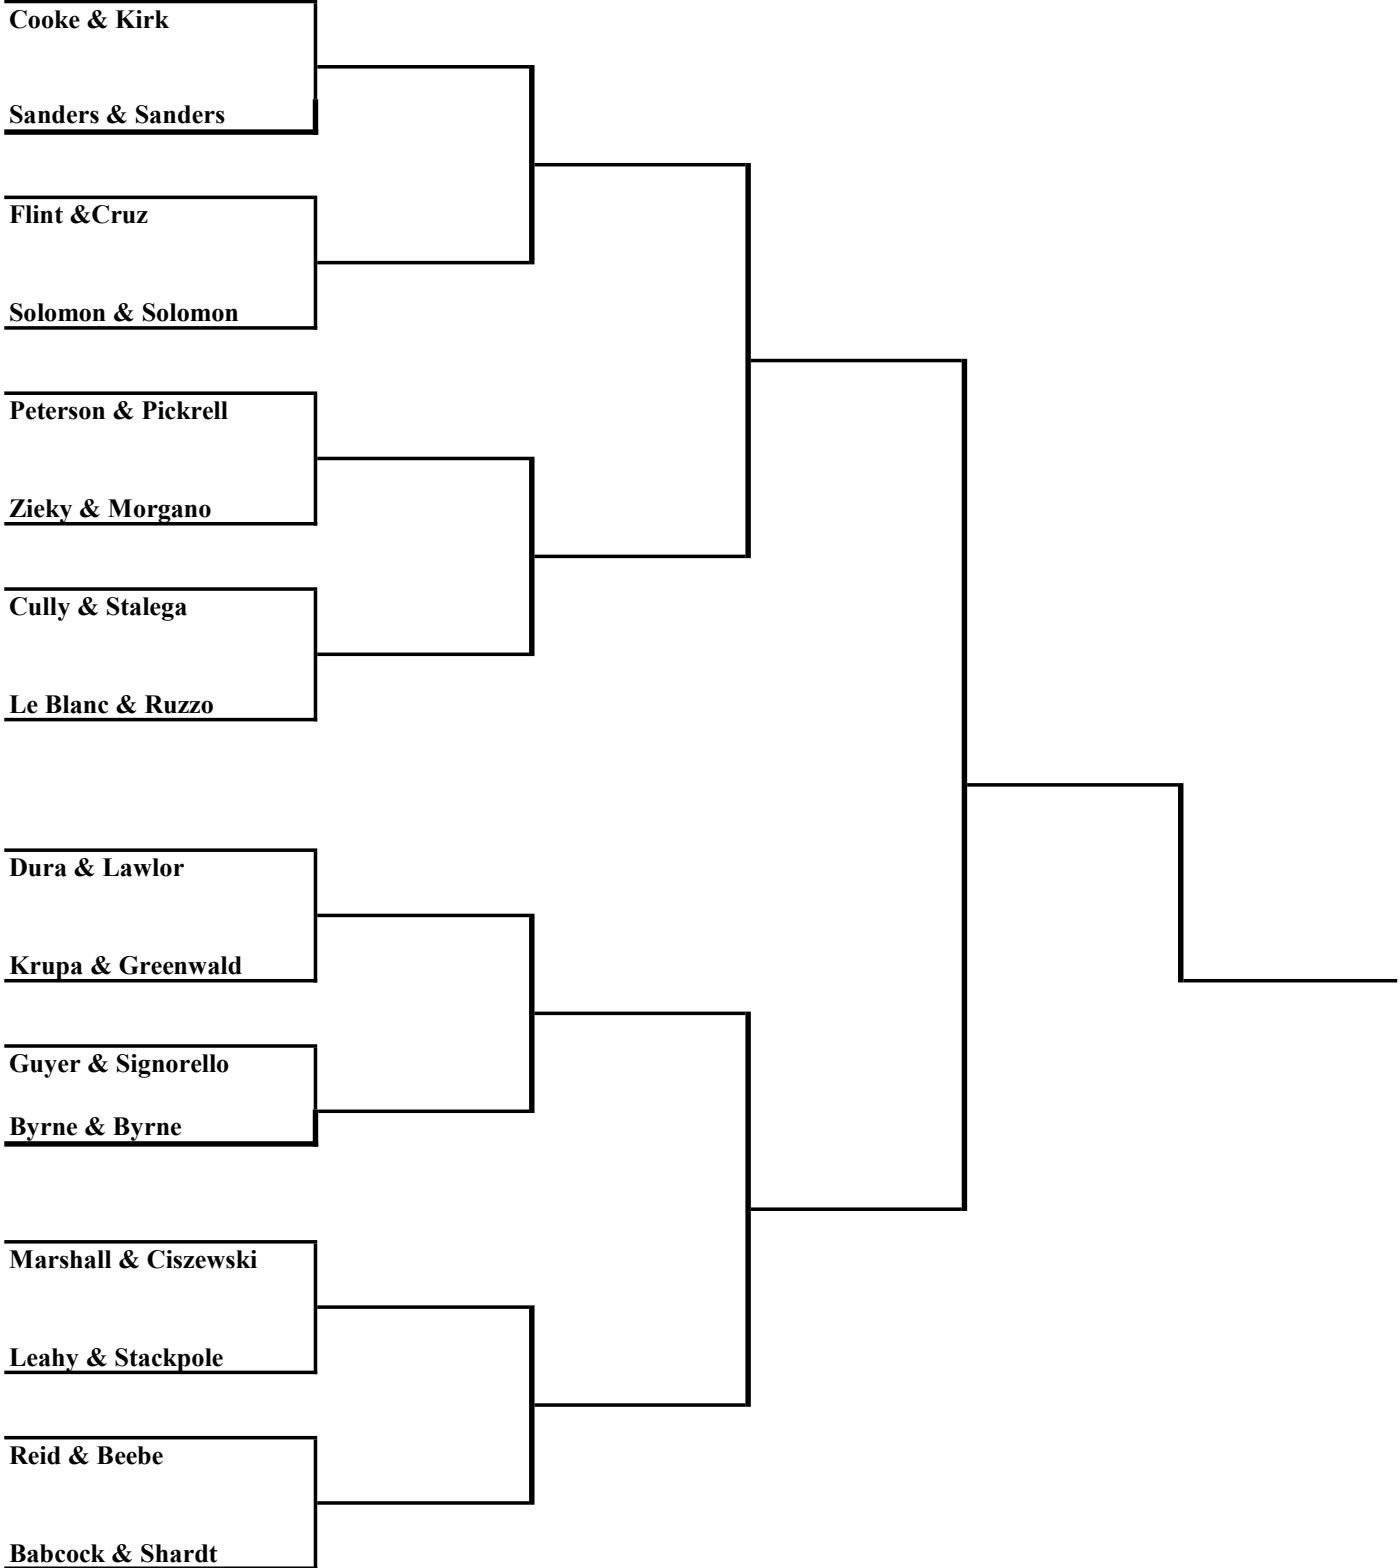 Cooke & Kirk
Sanders & Sanders
Flint &Cruz
Solomon & Solomon
Peterson & Pickrell
Zieky & Morgano
Cully & Stalega
Le Blanc & Ruzzo
Dura & Lawlor
Krupa & Greenwald
Guyer & Signorello
Byrne & Byrne
Marshall & Ciszewski
Leahy & Stackpole
Reid & Beebe
Babcock & Shardt